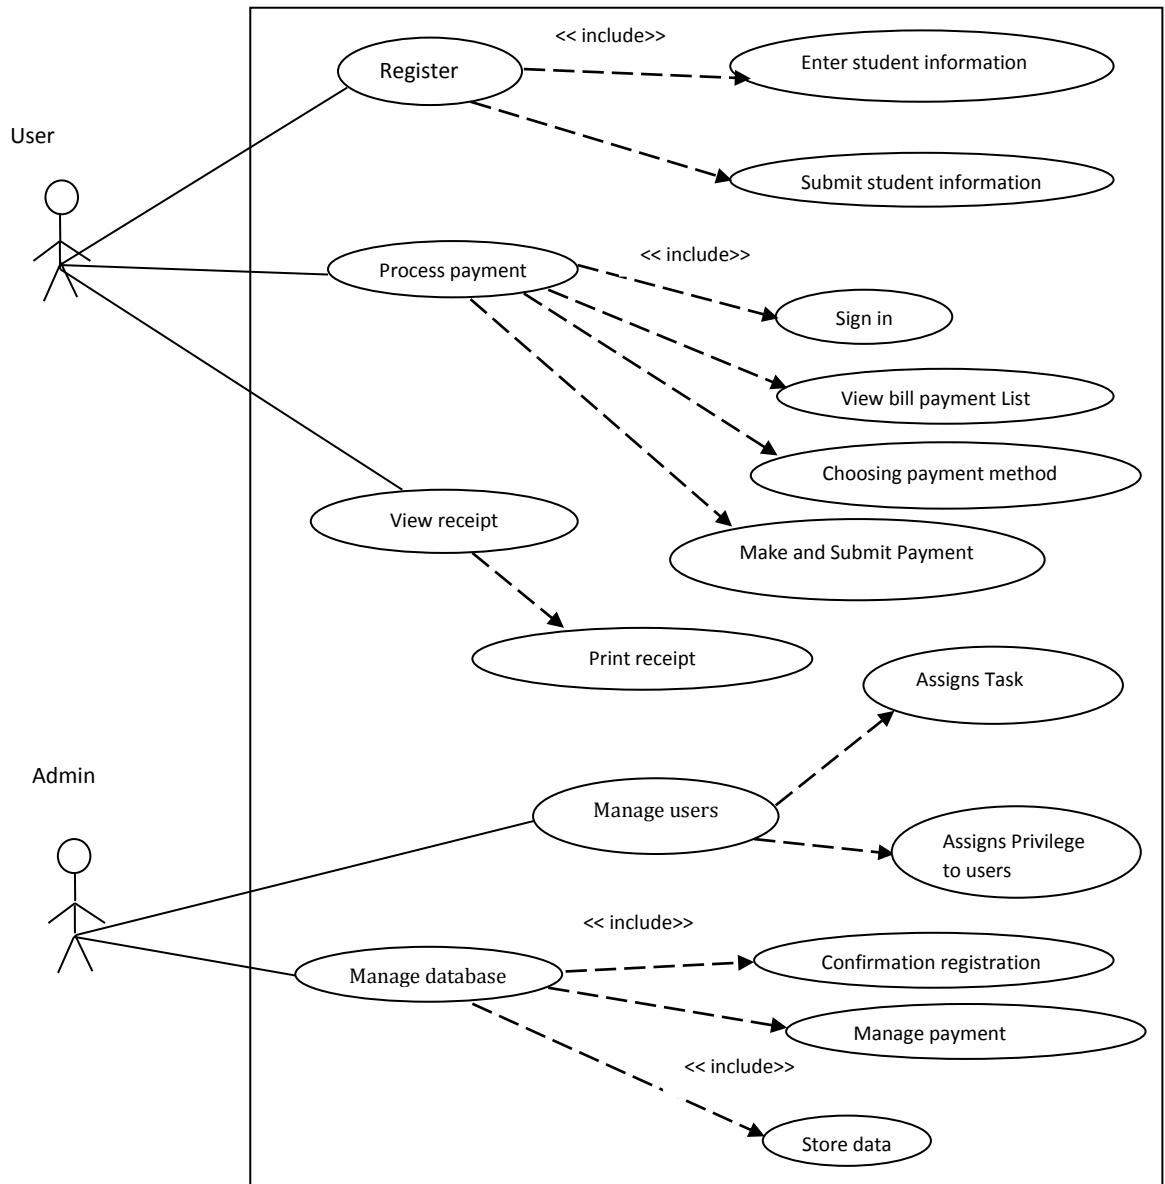 << include>>
Register
Enter student information
User
Submit student information
<< include>>
Process payment
Sign in
View bill payment List
Choosing payment method
View receipt
Make and Submit Payment
Print receipt
Assigns Task
Admin
Manage users
Assigns Privilege
to users
<< include>>
Confirmation registration
Manage database
Manage payment
<< include>>
Store data